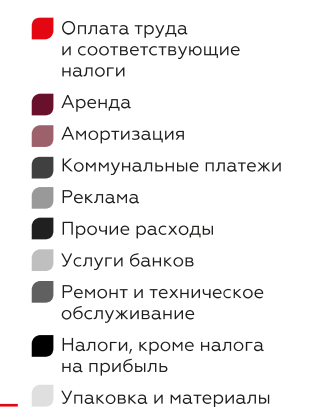 Оплата труда
и соответствующие
налоги
Аренда
Амортизация
Коммунальные платежи
Реклама
Прочие расходы
Услуги банков
Ремонт и техническое
обслуживание
Налоги, кроме налога
на прибыль
Упаковка и материалы